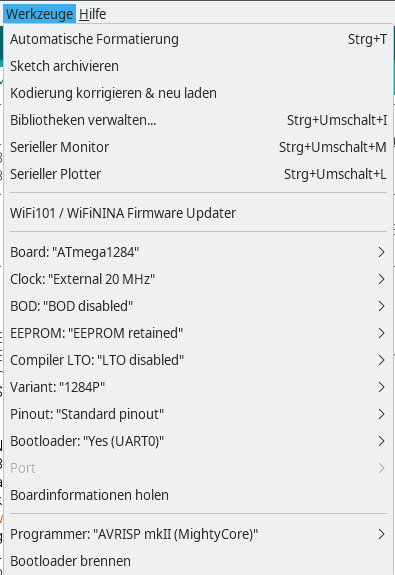 Werkzeuge Hilfe
Automatische Formatierung Strg+T
Sketch archivieren
Kodierung korrigieren & neu laden
Bibliotheken verwalten... Strg+Umschalt+I
Serieller Monitor Strg+Umschalt+M
Serieller Plotter Strg+Umschalt+L
WiFi101 / WiFiNINA Firmware Updater
Board: "ATmega1284"
Clock: "External 20 MHz"
BOD: "BOD disabled"
EEPROM: "EEPROM retained"
Compiler LTO: "LTO disabled"
Variant: "1284P"
Pinout: "Standard pinout"
Bootloader: "Yes (UART0)"
Port
Boardinformationen holen
Programmer: "AVRISP mkII (MightyCore)"
Bootloader brennen